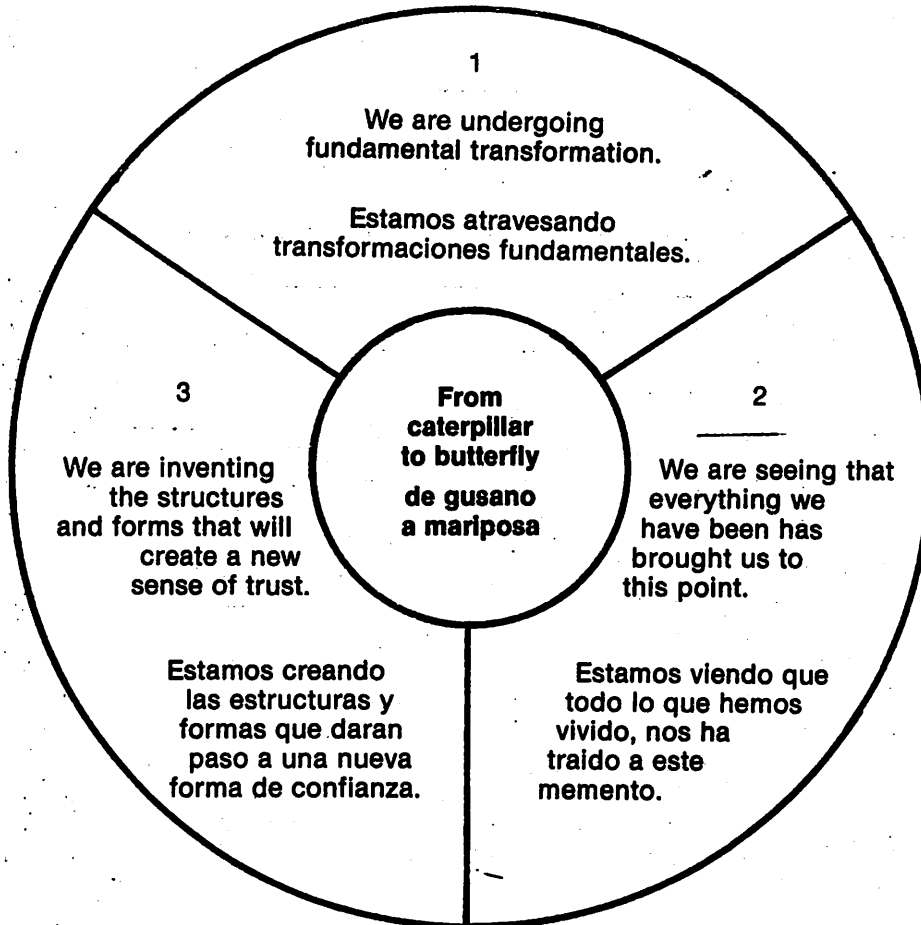 1
We are undergoing
fundamental transformation.
Estamos atravesando
transformaciones fundamentales.
From
caterpillar
to butterfly
de gusano
a mariposa
2
We are seeing that
everything we
have been has
brought us to
this point.
Estamos viendo que
todo lo que hemos
vivido, nos ha
traido a este
memento.
3
We are inventing
the structures
and forms that will
create a new
sense of trust.
Estamos creando
las estructuras y
formas que daran
paso a una nueva
forma de confianza.